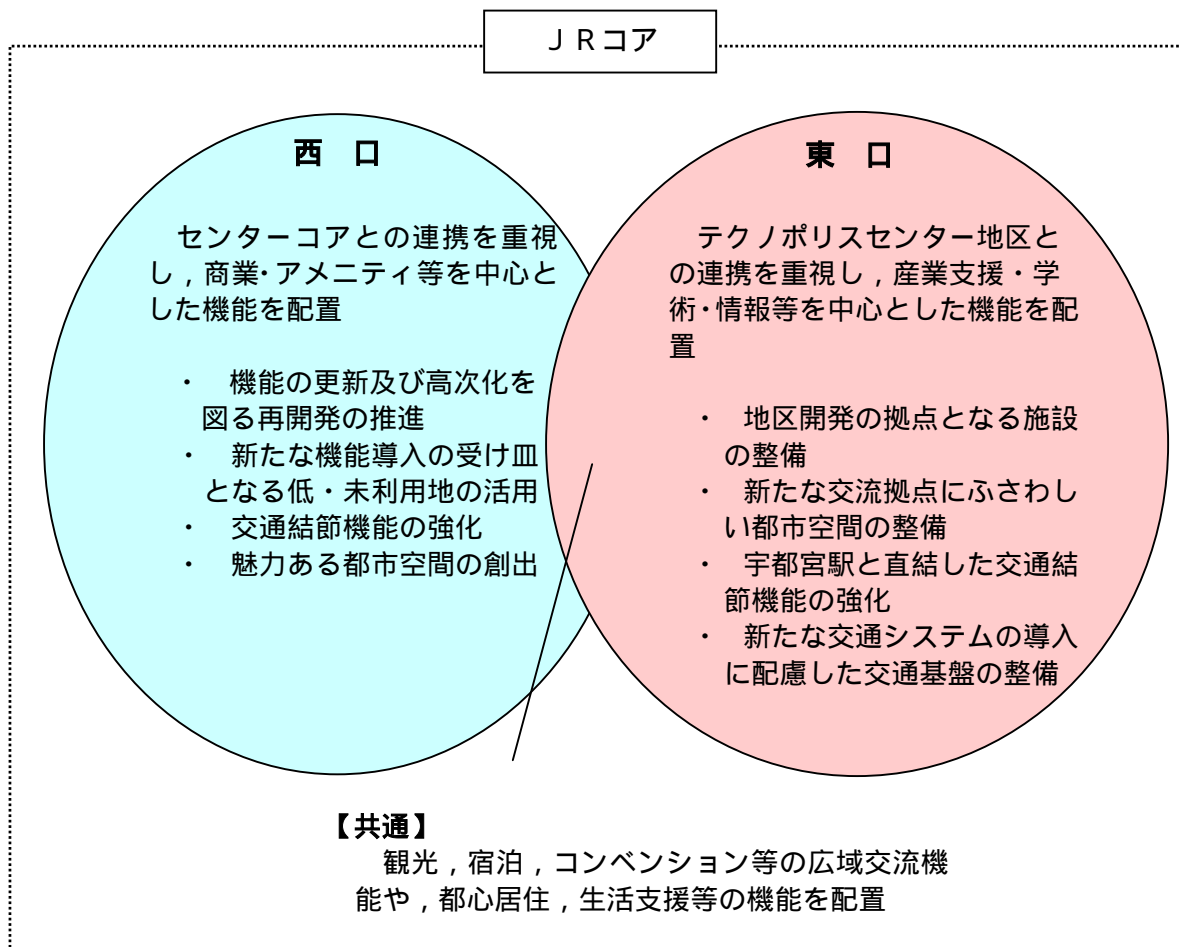 ＪＲコア
西　口
センターコアとの連携を重視
し，商業・アメニティ等を中心と
した機能を配置
・　機能の更新及び高次化を
図る再開発の推進
・　新たな機能導入の受け皿
となる低・未利用地の活用
・　交通結節機能の強化
・　魅力ある都市空間の創出
東　口
テクノポリスセンター地区と
の連携を重視し，産業支援・学
術・情報等を中心とした機能を配
置
・　地区開発の拠点となる施設
の整備
・　新たな交流拠点にふさわし
い都市空間の整備
・　宇都宮駅と直結した交通結
節機能の強化
・　新たな交通システムの導入
に配慮した交通基盤の整備
【共通】
観光，宿泊，コンベンション等の広域交流機
能や，都心居住，生活支援等の機能を配置